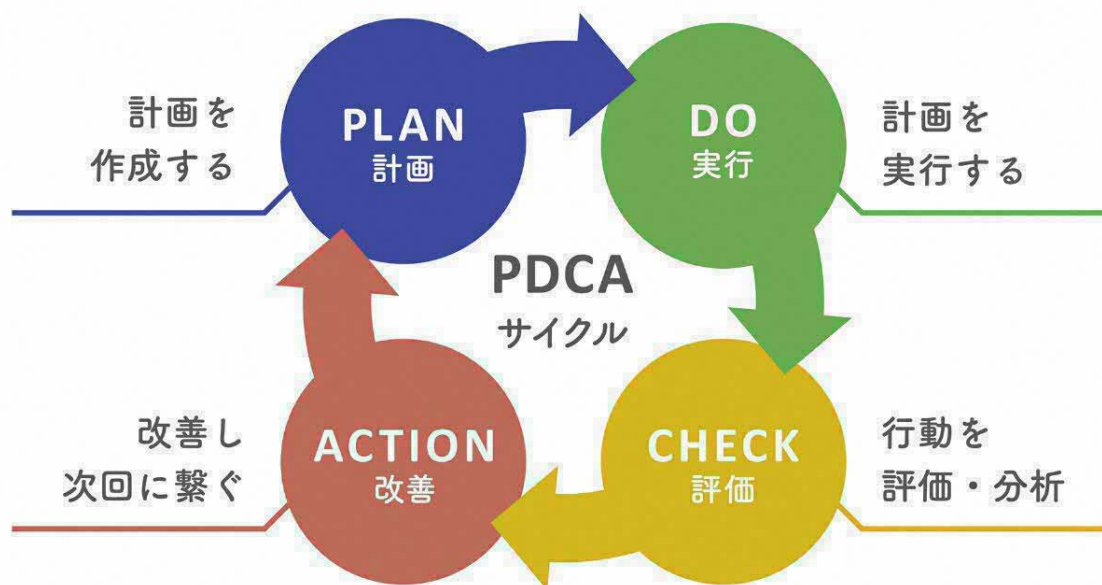 計画を
作成する
PLAN
計画
DO
実行
計画を
実行する
PDCA
サイクル
改善し
次回に繋ぐ
ACTION
改善
CHECK
評価
行動を
評価・分析